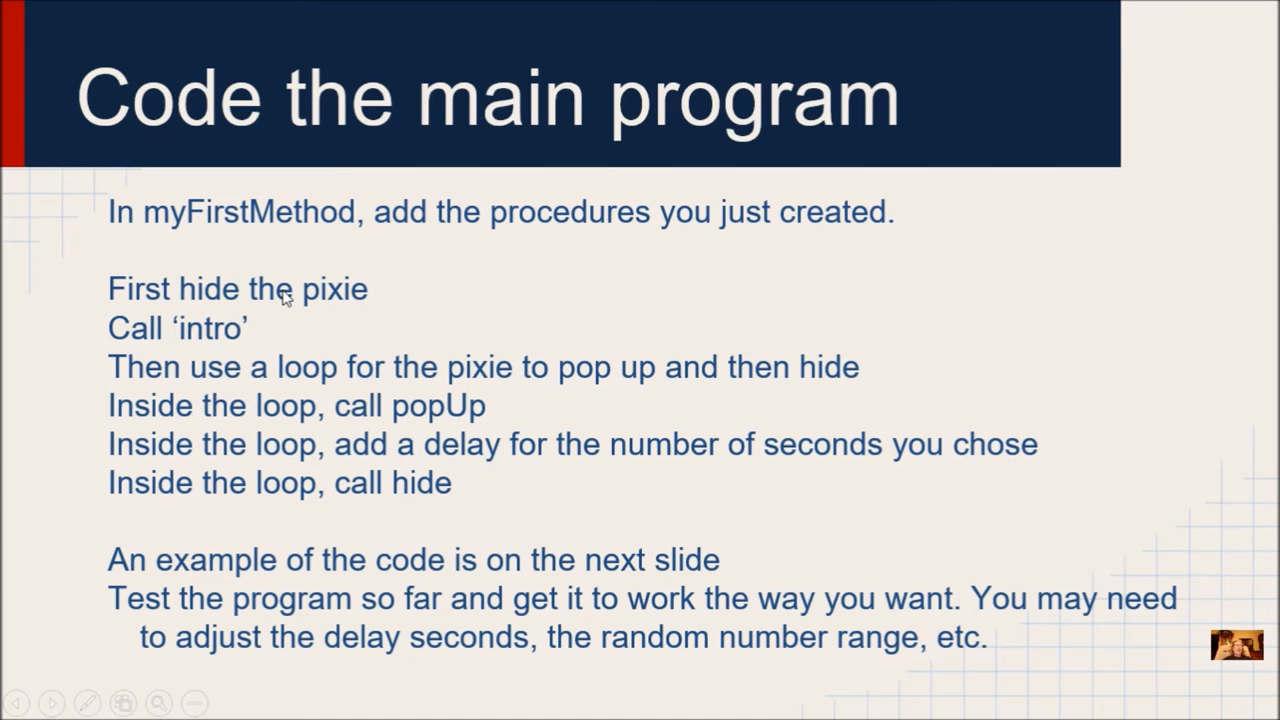 Code the main program
In myFirstMethod, add the procedures you just created.
First hide the pixie
Call ‘intro’
Then use a loop for the pixie to pop up and then hide
Inside the loop, call popUp
Inside the loop, add a delay for the number of seconds you chose
Inside the loop, call hide
An example of the code is on the next slide
Test the program so far and get it to work the way you want. You may need
to adjust the delay seconds, the random number range, etc.